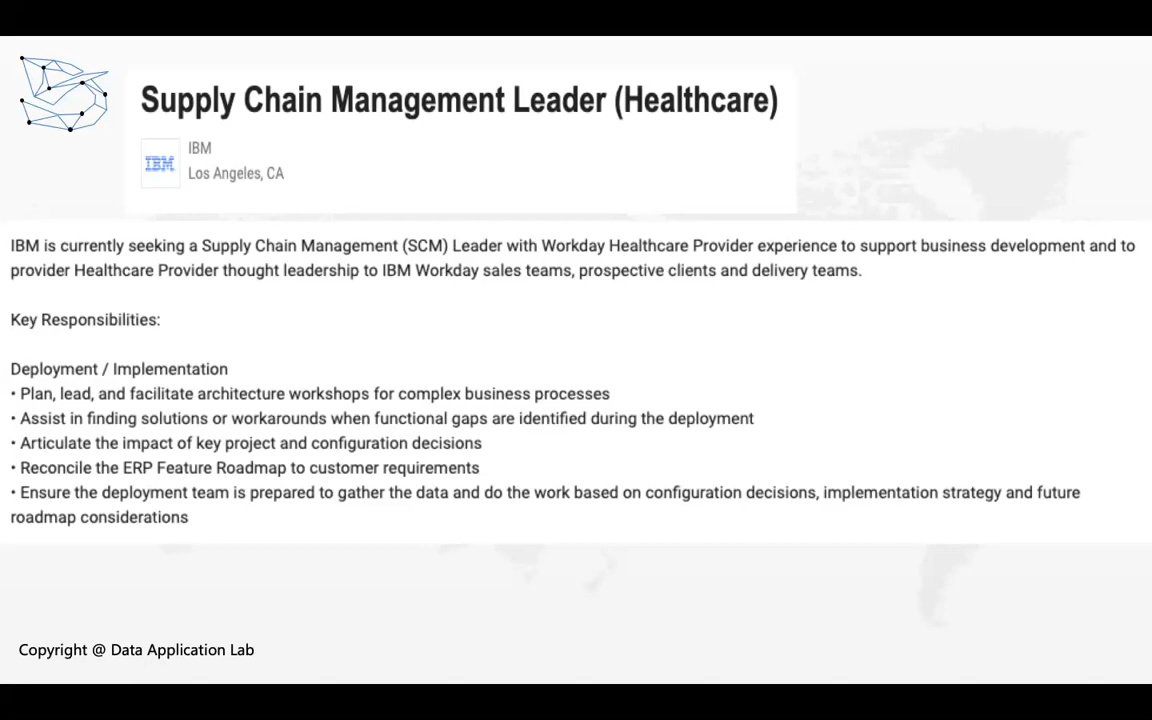 Supply Chain Management Leader (Healthcare)
IBM
IBM
Los Angeles, CA
IBM is currently seeking a Supply Chain Management (SCM) Leader with Workday Healthcare Provider experience to support business development and to
provider Healthcare Provider thought leadership to IBM Workday sales teams, prospective clients and delivery teams.
Key Responsibilities:
Deployment / Implementation
• Plan, lead, and facilitate architecture workshops for complex business processes
• Assist in finding solutions or workarounds when functional gaps are identified during the deployment
• Articulate the impact of key project and configuration decisions
• Reconcile the ERP Feature Roadmap to customer requirements
• Ensure the deployment team is prepared to gather the data and do the work based on configuration decisions, implementation strategy and future
roadmap considerations
Copyright @ Data Application Lab